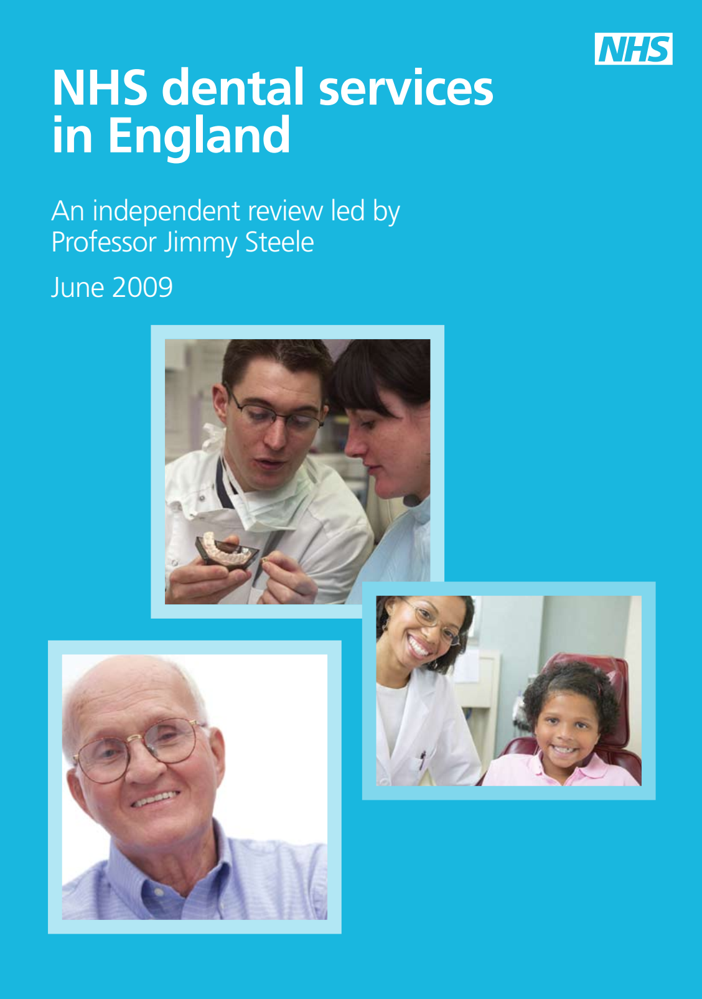 NHS
NHS dental services
in England
An independent review led by
Professor Jimmy Steele
June 2009